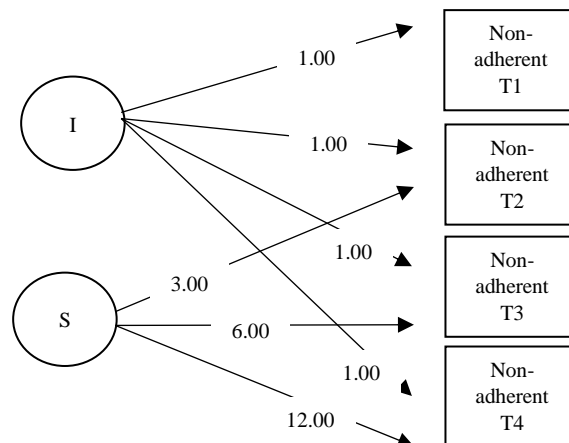 Non-
adherent
T1
1.00
I
1.00
Non-
adherent
T2
1.00
3.00
Non-
adherent
T3
S
6.00
1.00
Non-
adherent
T4
12.00